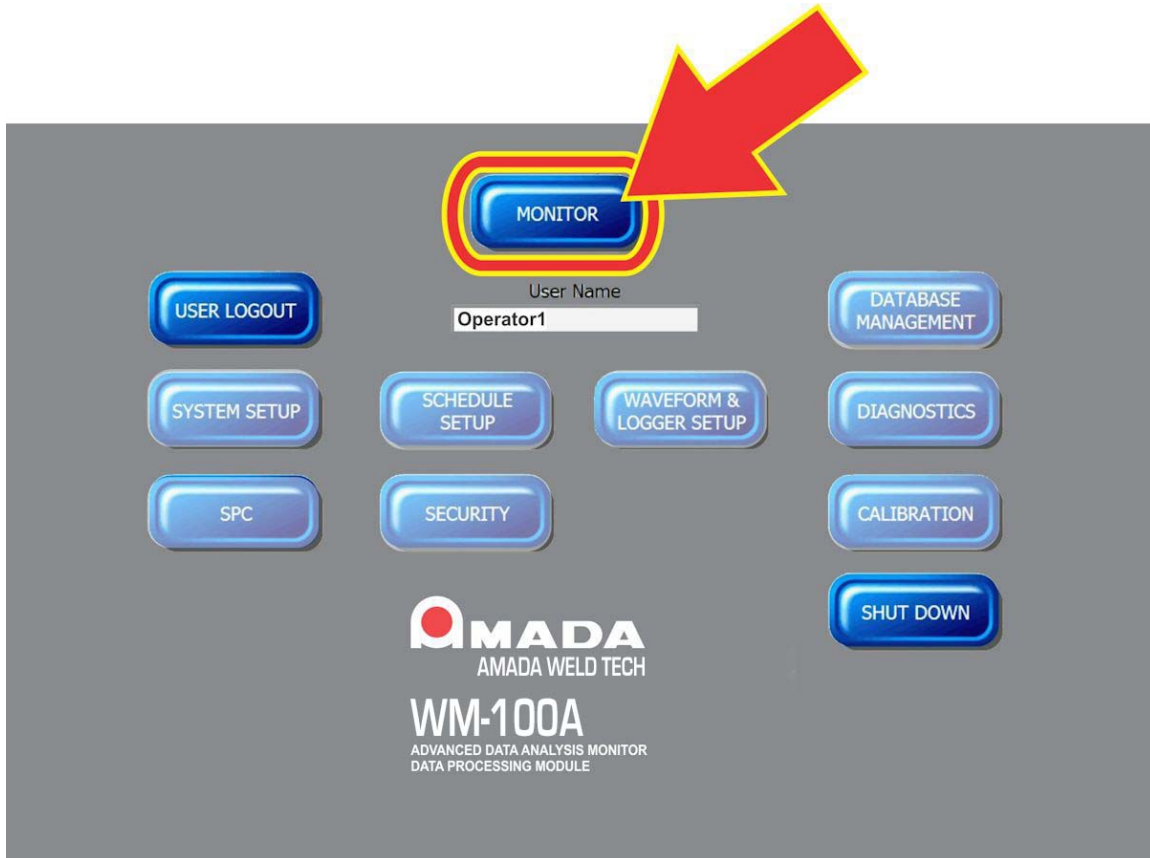 MONITOR
User Name
Operator1
USER LOGOUT
DATABASE
MANAGEMENT
SYSTEM SETUP
SCHEDULE
SETUP
WAVEFORM &
LOGGER SETUP
DIAGNOSTICS
SPC
SECURITY
CALIBRATION
SHUT DOWN
AMADA
AMADA WELD TECH
WM-100A
ADVANCED DATA ANALYSIS MONITOR
DATA PROCESSING MODULE